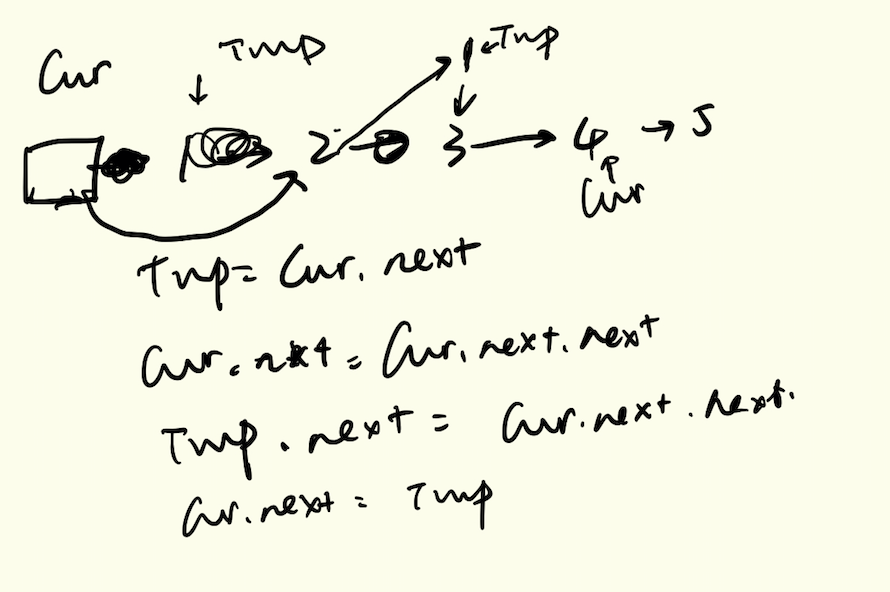 Cur
Tmp
1 ← Tmp
1 2 3 → 4 → 5
Cur
Tmp = Cur. next
Cur. next = Cur. next. next
Tmp. next = Cur. next. next.
Cur. next = Tmp